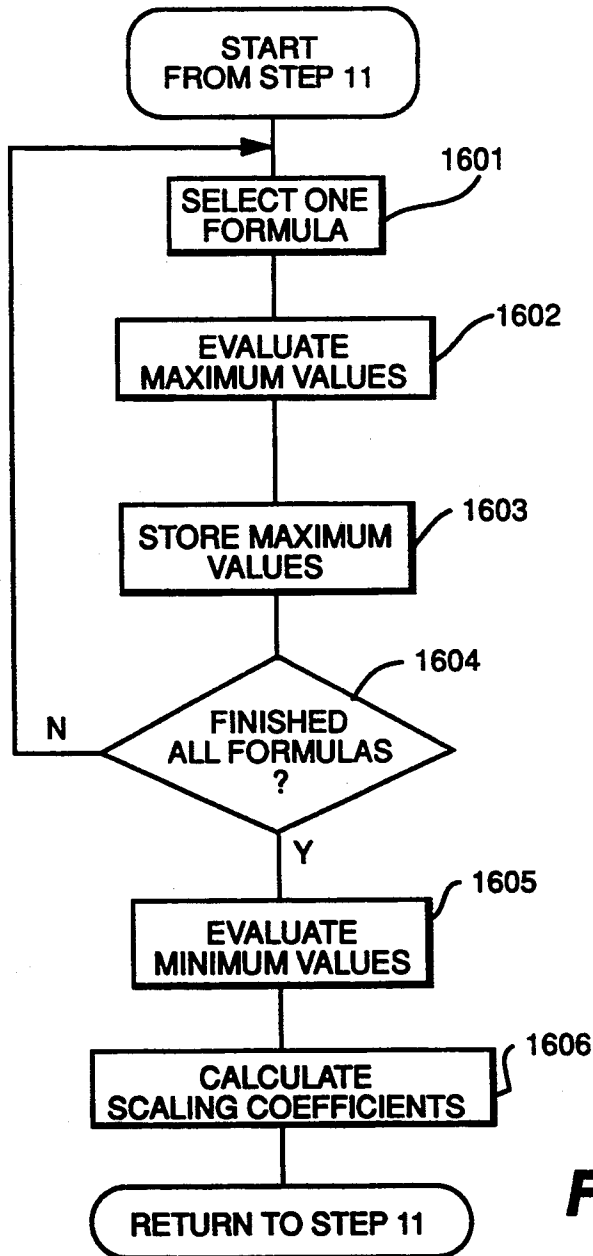 START
FROM STEP 11
1601
SELECT ONE
FORMULA
1602
EVALUATE
MAXIMUM VALUES
1603
STORE MAXIMUM
VALUES
1604
N
FINISHED
ALL FORMULAS
?
Y
1605
EVALUATE
MINIMUM VALUES
1606
CALCULATE
SCALING COEFFICIENTS
F
RETURN TO STEP 11